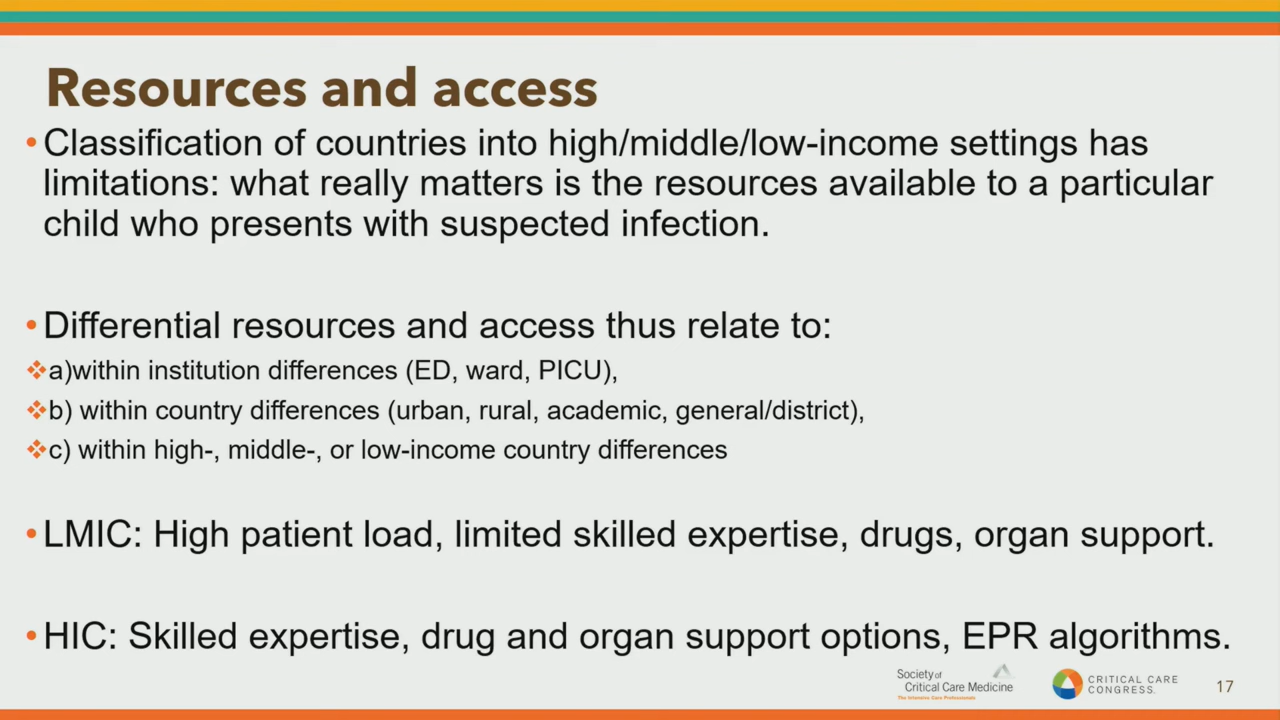 Resources and access
• Classification of countries into high/middle/low-income settings has
limitations: what really matters is the resources available to a particular
child who presents with suspected infection.
• Differential resources and access thus relate to:
❖a)within institution differences (ED, ward, PICU),
❖b) within country differences (urban, rural, academic, general/district),
❖c) within high-, middle-, or low-income country differences
• LMIC: High patient load, limited skilled expertise, drugs, organ support.
• HIC: Skilled expertise, drug and organ support options, EPR algorithms.
Society of
Critical Care Medicine
The Intensive Care Professionals
CRITICAL CARE
CONGRESS.
17